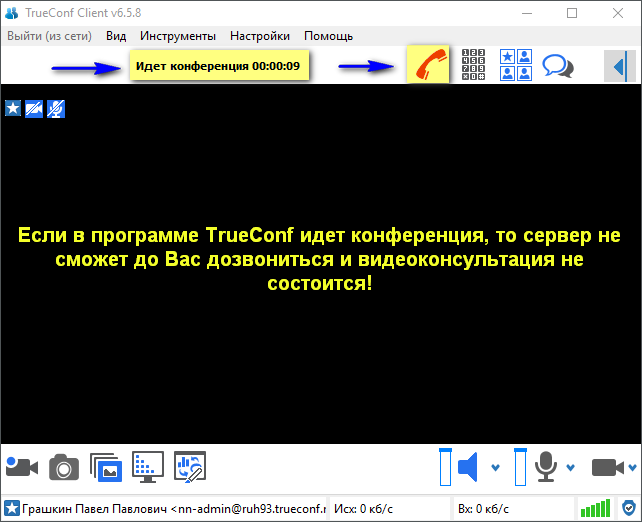 TrueConf Client v6.5.8
Выйти (из сети) Вид Инструменты Настройки Помощь
Идет конференция 00:00:09
Если в программе TrueConf идет конференция, то сервер не
сможет до Вас дозвониться и видеоконсультация не
состоится!
Грашкин Павел Павлович <nn-admin@ruh93.trueconf.r Исх: 0 кб/с Вх: 0 кб/с